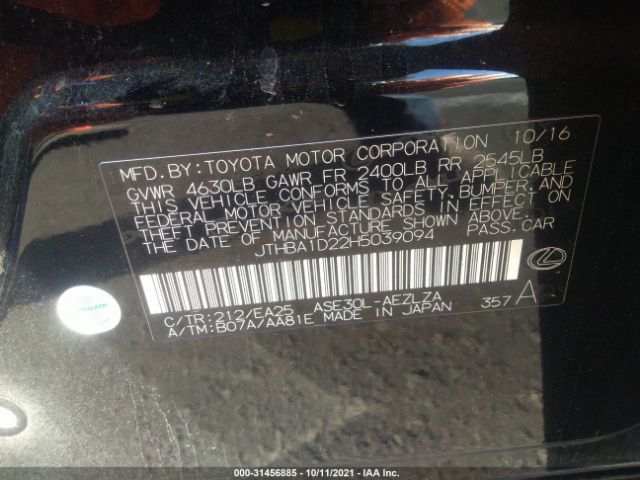 MFD.BY:TOYOTA MOTOR CORPORATION 10/16
GVWR 4630LB GAWR FR 2400LB RR 2545LB
THIS VEHICLE CONFORMS TO ALL APPLICABLE
FEDERAL MOTOR VEHICLE SAFETY,BUMPER,AND
THEFT PREVENTION STANDARDS IN EFFECT ON
THE DATE OF MANUFACTURE SHOWN ABOVE.
JTHBA1D22H5039094 PASS.CAR
C/TR:212/EA25 ASE30L-AEZLZA
A/TM:B07A/AA81E MADE IN JAPAN 357A
000-31456885 - 10/11/2021 - IAA Inc.